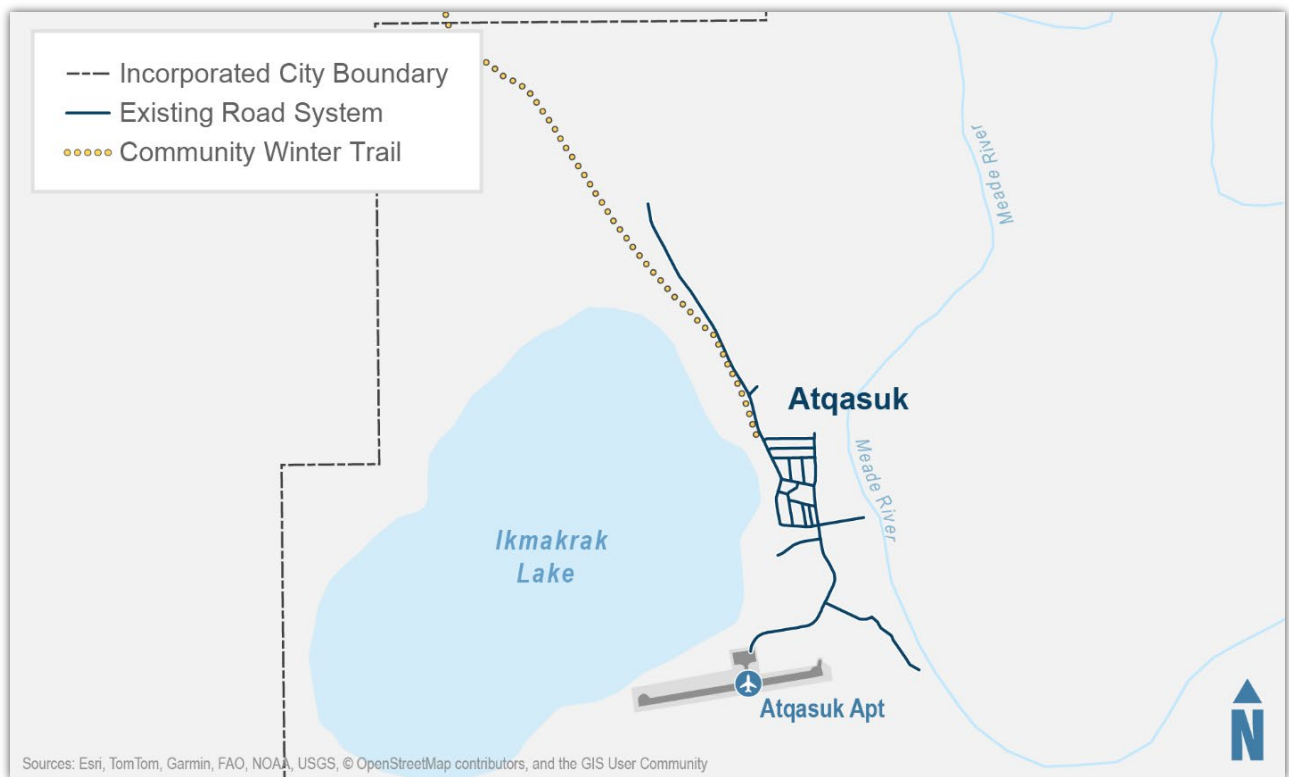 Incorporated City Boundary
Existing Road System
Community Winter Trail
Meade River
Atqasuk
Meade River
Ikmakrak
Lake
Atqasuk Apt
N
Sources: Esri, TomTom, Garmin, FAO, NOAA, USGS, © OpenStreetMap contributors, and the GIS User Community